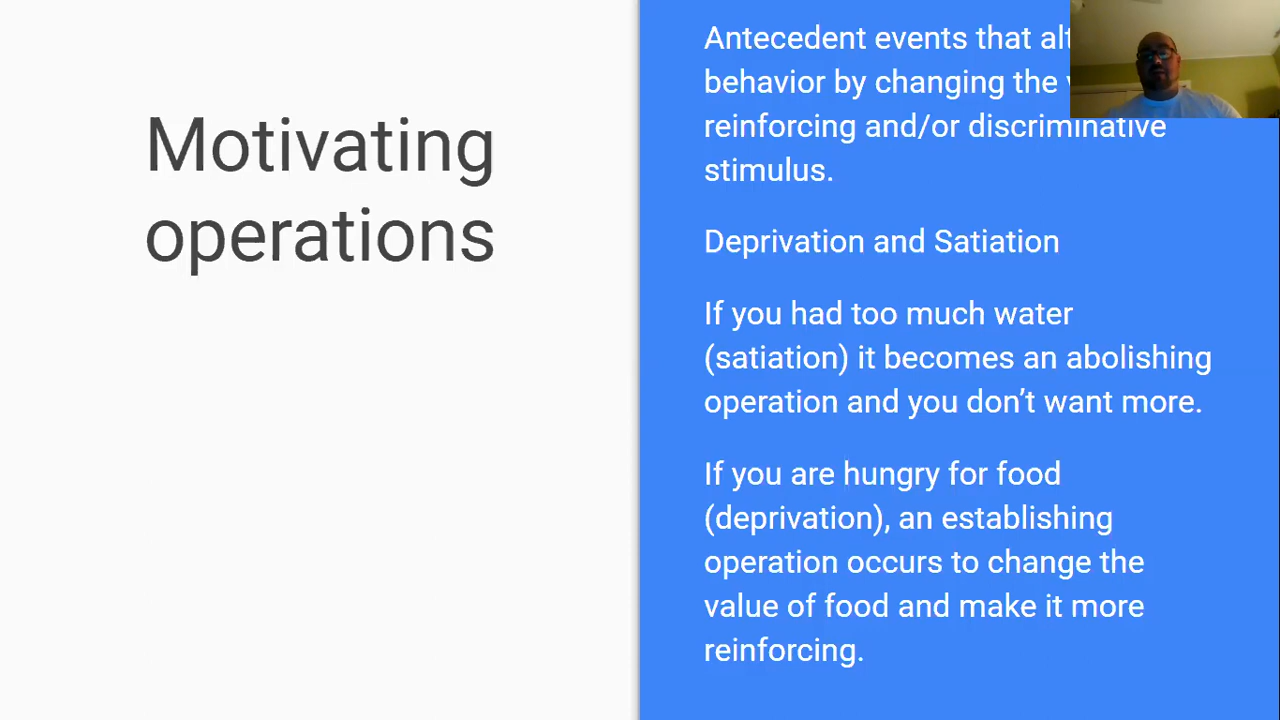 Motivating
operations
Antecedent events that
behavior by changing the
reinforcing and/or discriminative
stimulus.
Deprivation and Satiation
If you had too much water
(satiation) it becomes an abolishing
operation and you don’t want more.
If you are hungry for food
(deprivation), an establishing
operation occurs to change the
value of food and make it more
reinforcing.